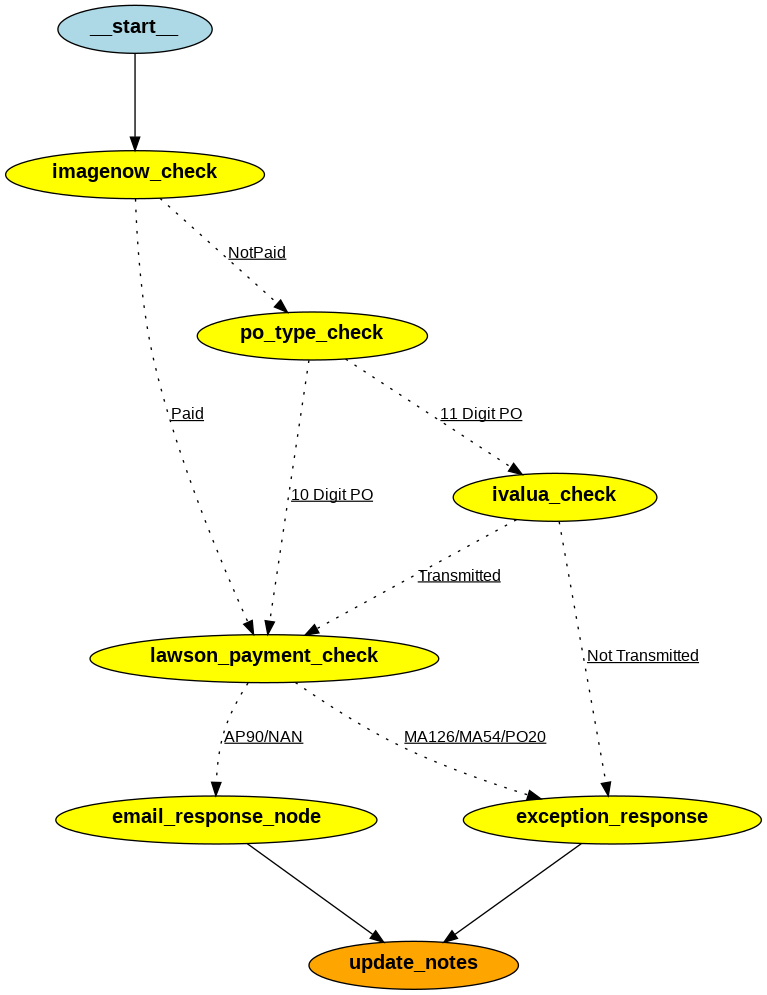 __start__
imagenow_check
NotPaid
po_type_check
Paid
11 Digit PO
10 Digit PO
ivalua_check
Transmitted
lawson_payment_check
Not Transmitted
AP90/NAN
MA126/MA54/PO20
email_response_node
exception_response
update_notes